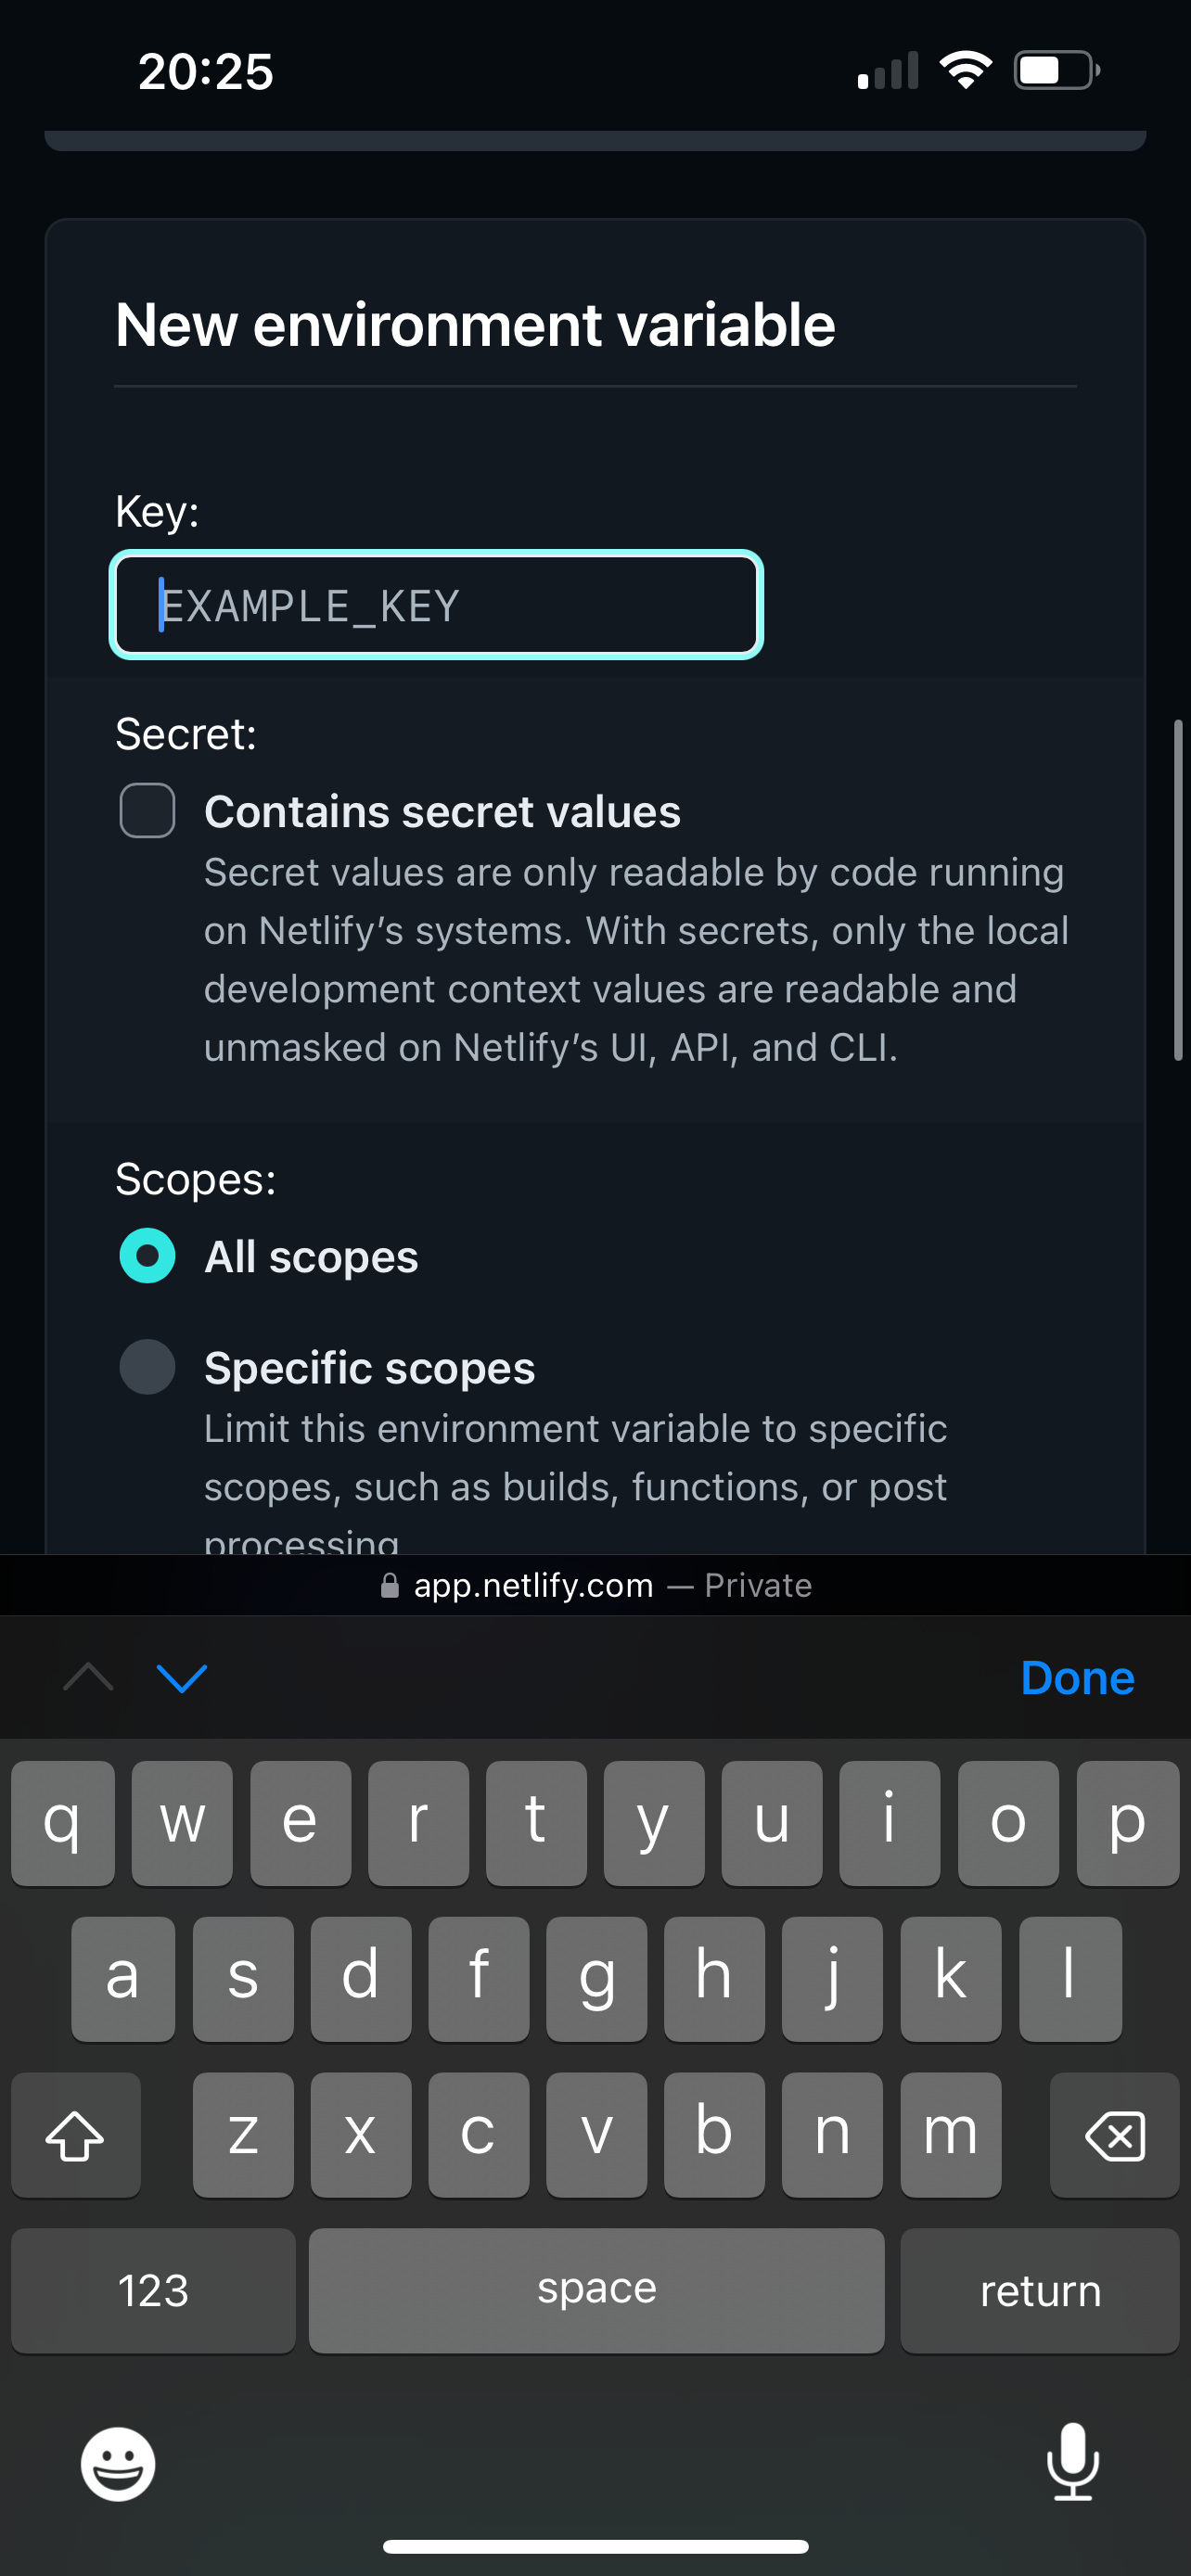 20:25
New environment variable
Key:
EXAMPLE_KEY
Secret:
Contains secret values
Secret values are only readable by code running
on Netlify’s systems. With secrets, only the local
development context values are readable and
unmasked on Netlify’s UI, API, and CLI.
Scopes:
All scopes
Specific scopes
Limit this environment variable to specific
scopes, such as builds, functions, or post
processing
app.netlify.com — Private
Done
q w e r t y u i o p
a s d f g h j k l
z x c v b n m
123 space return